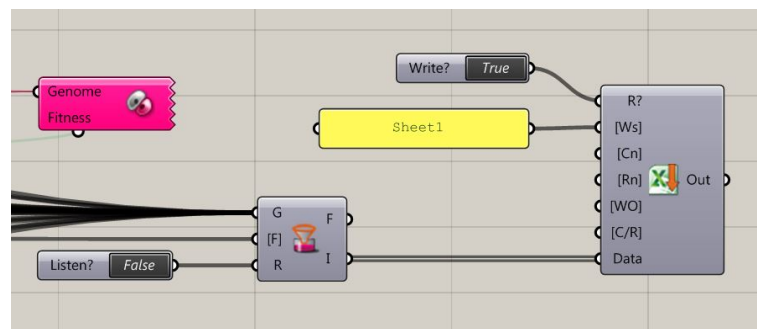 Write? True
Genome
Fitness
R?
Sheet1
[Ws]
[Cn]
[Rn]
Out
[WO]
[C/R]
Data
G
F
[F]
R
I
Listen? False